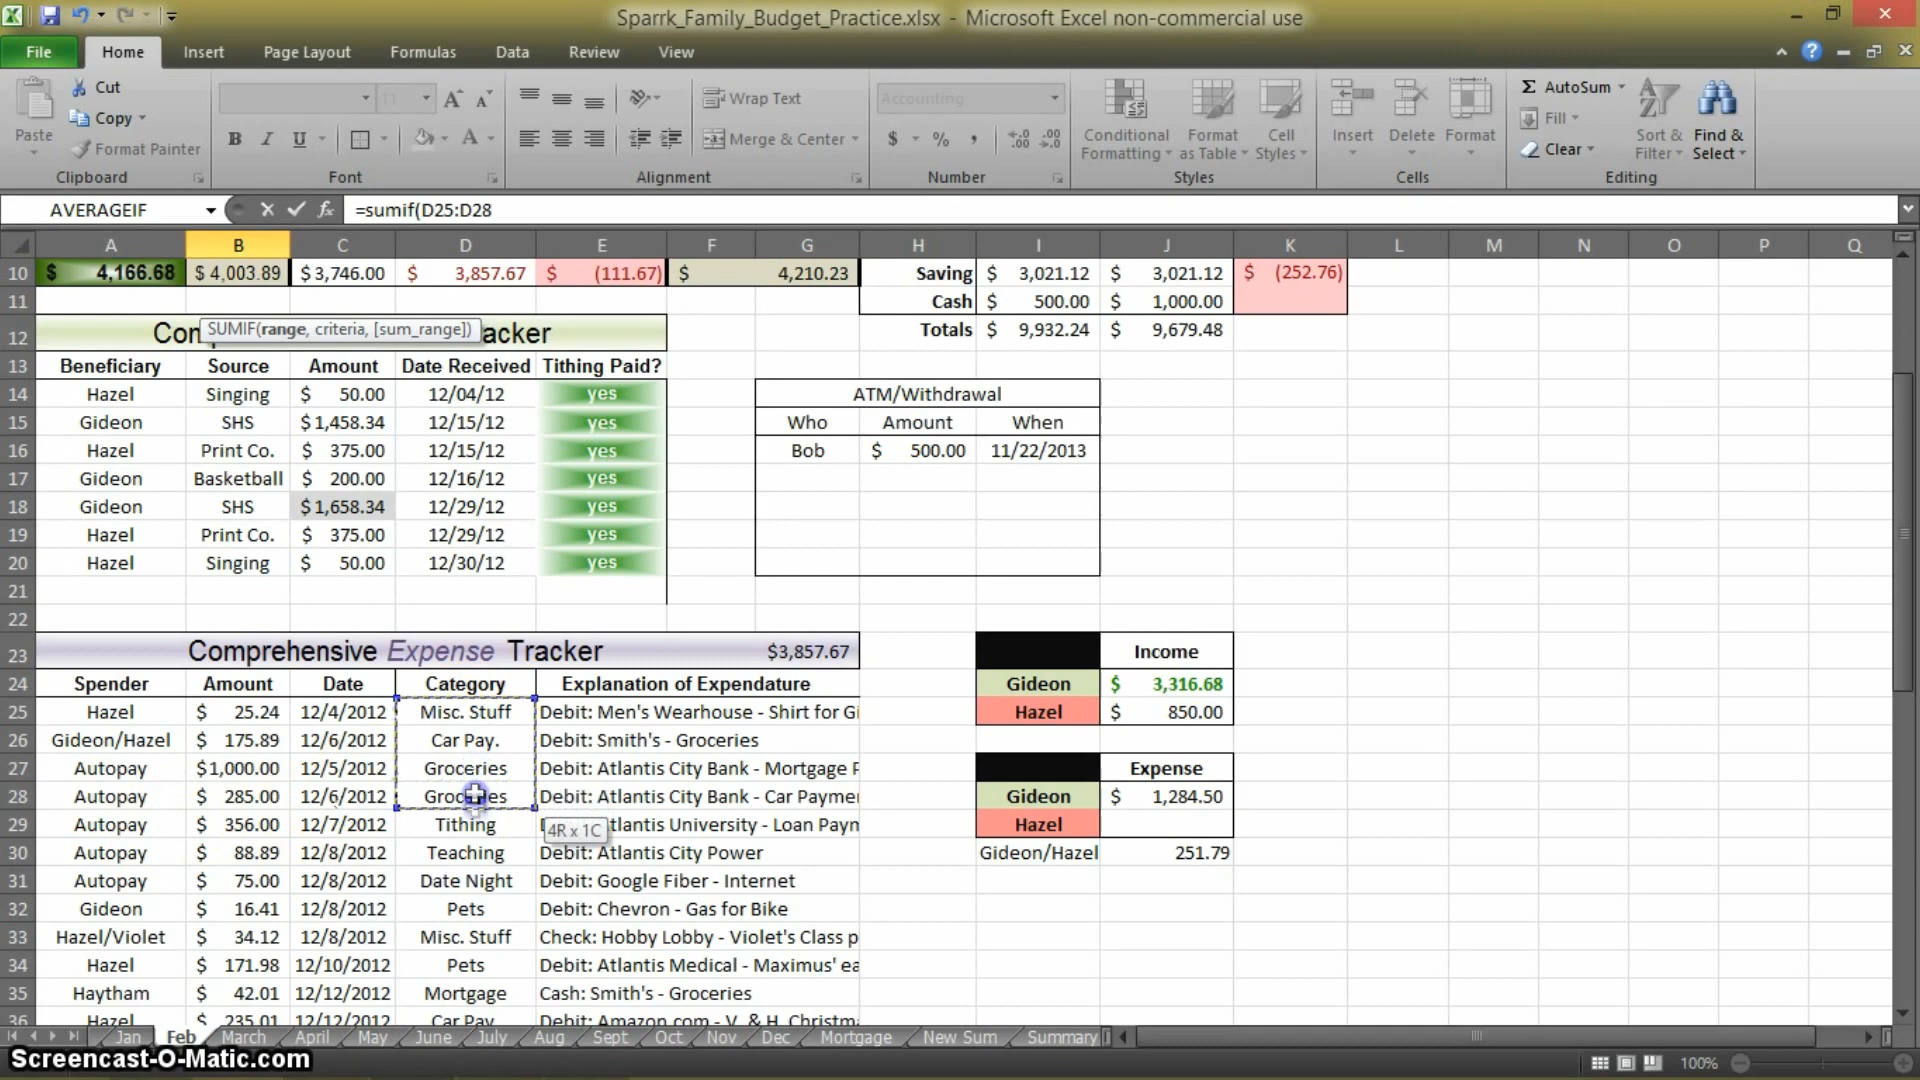 Sparrk_Family_Budget_Practice.xlsx - Microsoft Excel non-commercial use
File Home Insert Page Layout Formulas Data Review View
Paste
Cut
Copy
Format Painter
Clipboard
11
B I U
Font
Wrap Text
Merge & Center
Alignment
Accounting
$ % ,
Number
Conditional Formatting
Format as Table
Cell Styles
Styles
Insert Delete Format
Cells
Σ AutoSum
Fill
Clear
Sort & Filter
Find & Select
Editing
AVERAGEIF fx =sumif(D25:D28
A B C D E F G H I J K L M N O P Q
10 $ 4,166.68 $ 4,003.89 $ 3,746.00 $ 3,857.67 $ (111.67) $ 4,210.23 Saving $ 3,021.12 $ 3,021.12 $ (252.76)
11 Cash $ 500.00 $ 1,000.00
12 Com SUMIF(range, criteria, [sum_range]) acker Totals $ 9,932.24 $ 9,679.48
13 Beneficiary Source Amount Date Received Tithing Paid?
14 Hazel Singing $ 50.00 12/04/12 yes ATM/Withdrawal
15 Gideon SHS $ 1,458.34 12/15/12 yes Who Amount When
16 Hazel Print Co. $ 375.00 12/15/12 yes Bob $ 500.00 11/22/2013
17 Gideon Basketball $ 200.00 12/16/12 yes
18 Gideon SHS $ 1,658.34 12/29/12 yes
19 Hazel Print Co. $ 375.00 12/29/12 yes
20 Hazel Singing $ 50.00 12/30/12 yes
21
22
23 Comprehensive Expense Tracker $3,857.67 Income
24 Spender Amount Date Category Explanation of Expendature Gideon $ 3,316.68
25 Hazel $ 25.24 12/4/2012 Misc. Stuff Debit: Men's Wearhouse - Shirt for Gi Hazel $ 850.00
26 Gideon/Hazel $ 175.89 12/6/2012 Car Pay. Debit: Smith's - Groceries
27 Autopay $ 1,000.00 12/5/2012 Groceries Debit: Atlantis City Bank - Mortgage P Expense
28 Autopay $ 285.00 12/6/2012 Groceries Debit: Atlantis City Bank - Car Paymen Gideon $ 1,284.50
29 Autopay $ 356.00 12/7/2012 Tithing 4R x 1C tlantis University - Loan Paym Hazel
30 Autopay $ 88.89 12/8/2012 Teaching Debit: Atlantis City Power Gideon/Hazel 251.79
31 Autopay $ 75.00 12/8/2012 Date Night Debit: Google Fiber - Internet
32 Gideon $ 16.41 12/8/2012 Pets Debit: Chevron - Gas for Bike
33 Hazel/Violet $ 34.12 12/8/2012 Misc. Stuff Check: Hobby Lobby - Violet's Class p
34 Hazel $ 171.98 12/10/2012 Pets Debit: Atlantis Medical - Maximus' ea
35 Haytham $ 42.01 12/12/2012 Mortgage Cash: Smith's - Groceries
36 Hazel $ 235.01 12/12/2012 Car Pay Debit: Amazon.com - V. & H. Christm
Jan Feb March April May June July Aug Sept Oct Nov Dec Mortgage New Sum Summary
Screencast-O-Matic.com
100%